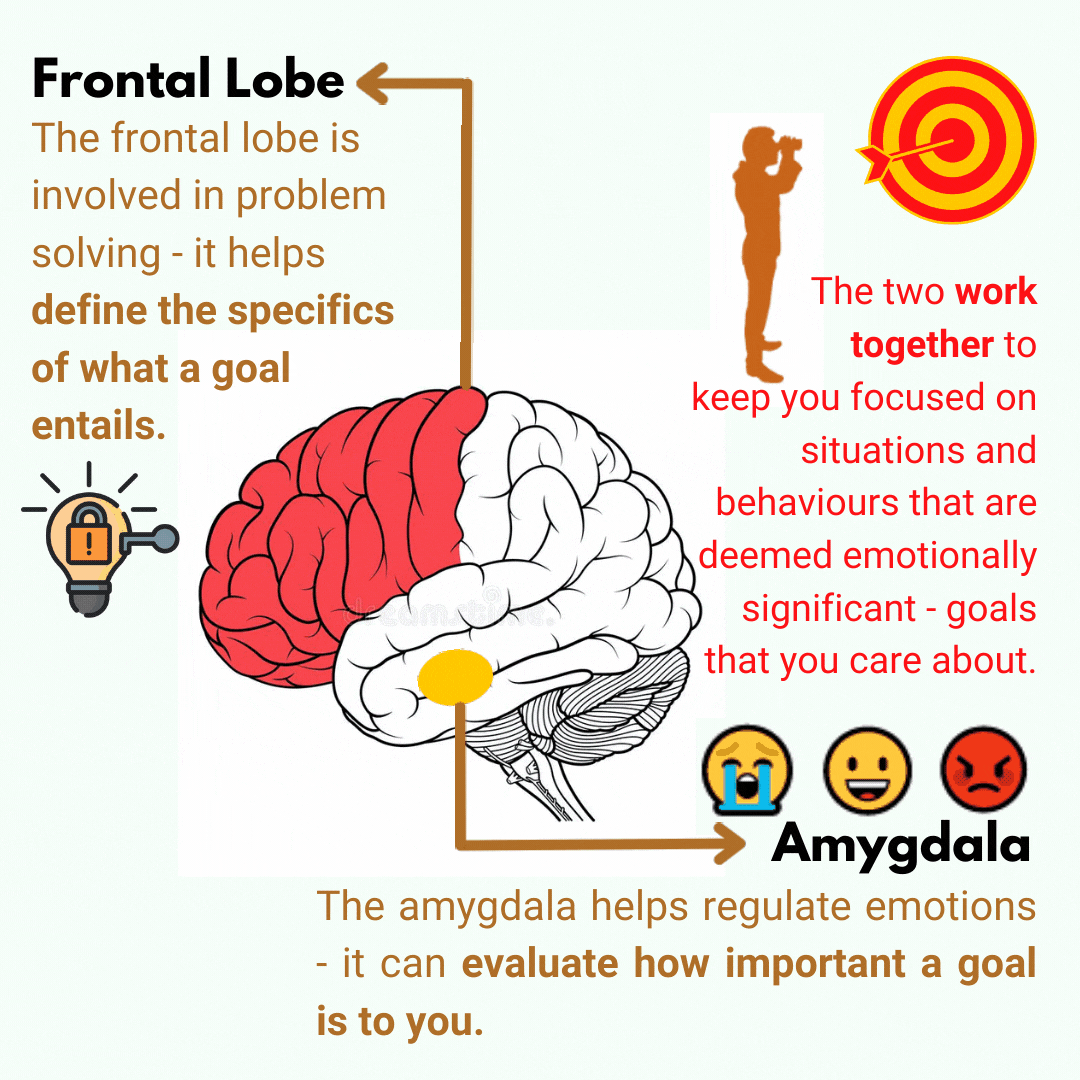 Frontal Lobe
The frontal lobe is
involved in problem
solving - it helps
define the specifics
of what a goal
entails.
The two work
together to
keep you focused on
situations and
behaviours that are
deemed emotionally
significant - goals
that you care about.
dreamstime.
Amygdala
The amygdala helps regulate emotions
- it can evaluate how important a goal
is to you.